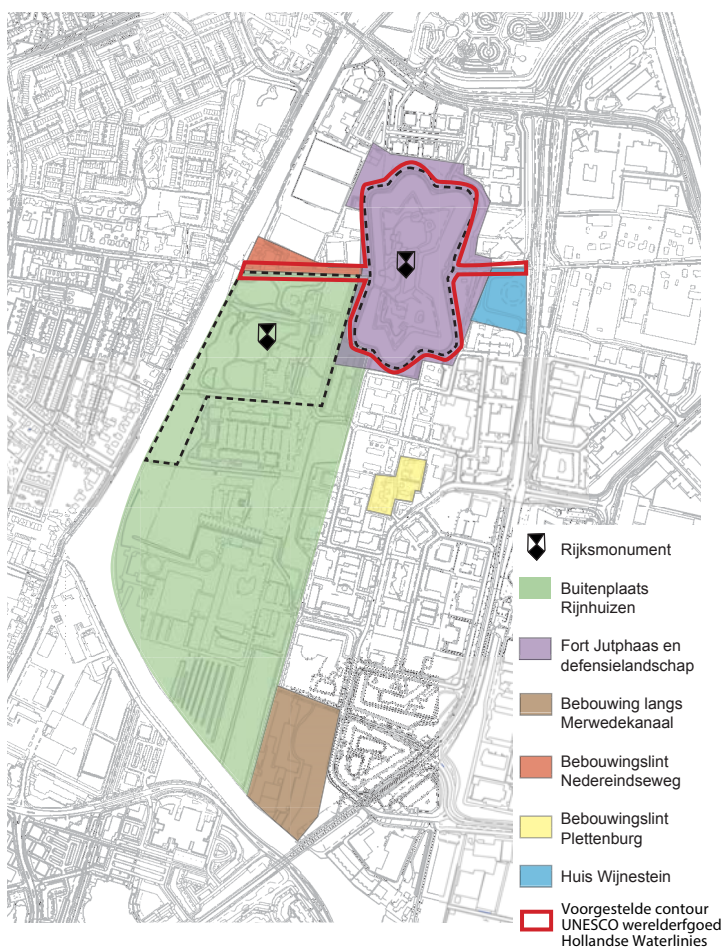 Rijksmonument
Buitenplaats
Rijnhuizen
Fort Jutphaas en
defensielandschap
Bebouwing langs
Merwedekanaal
Bebouwingslint
Nedereindseweg
Bebouwingslint
Plettenburg
Huis Wijnestein
Voorgestelde contour
UNESCO werelderfgoed
Hollandse Waterlinies